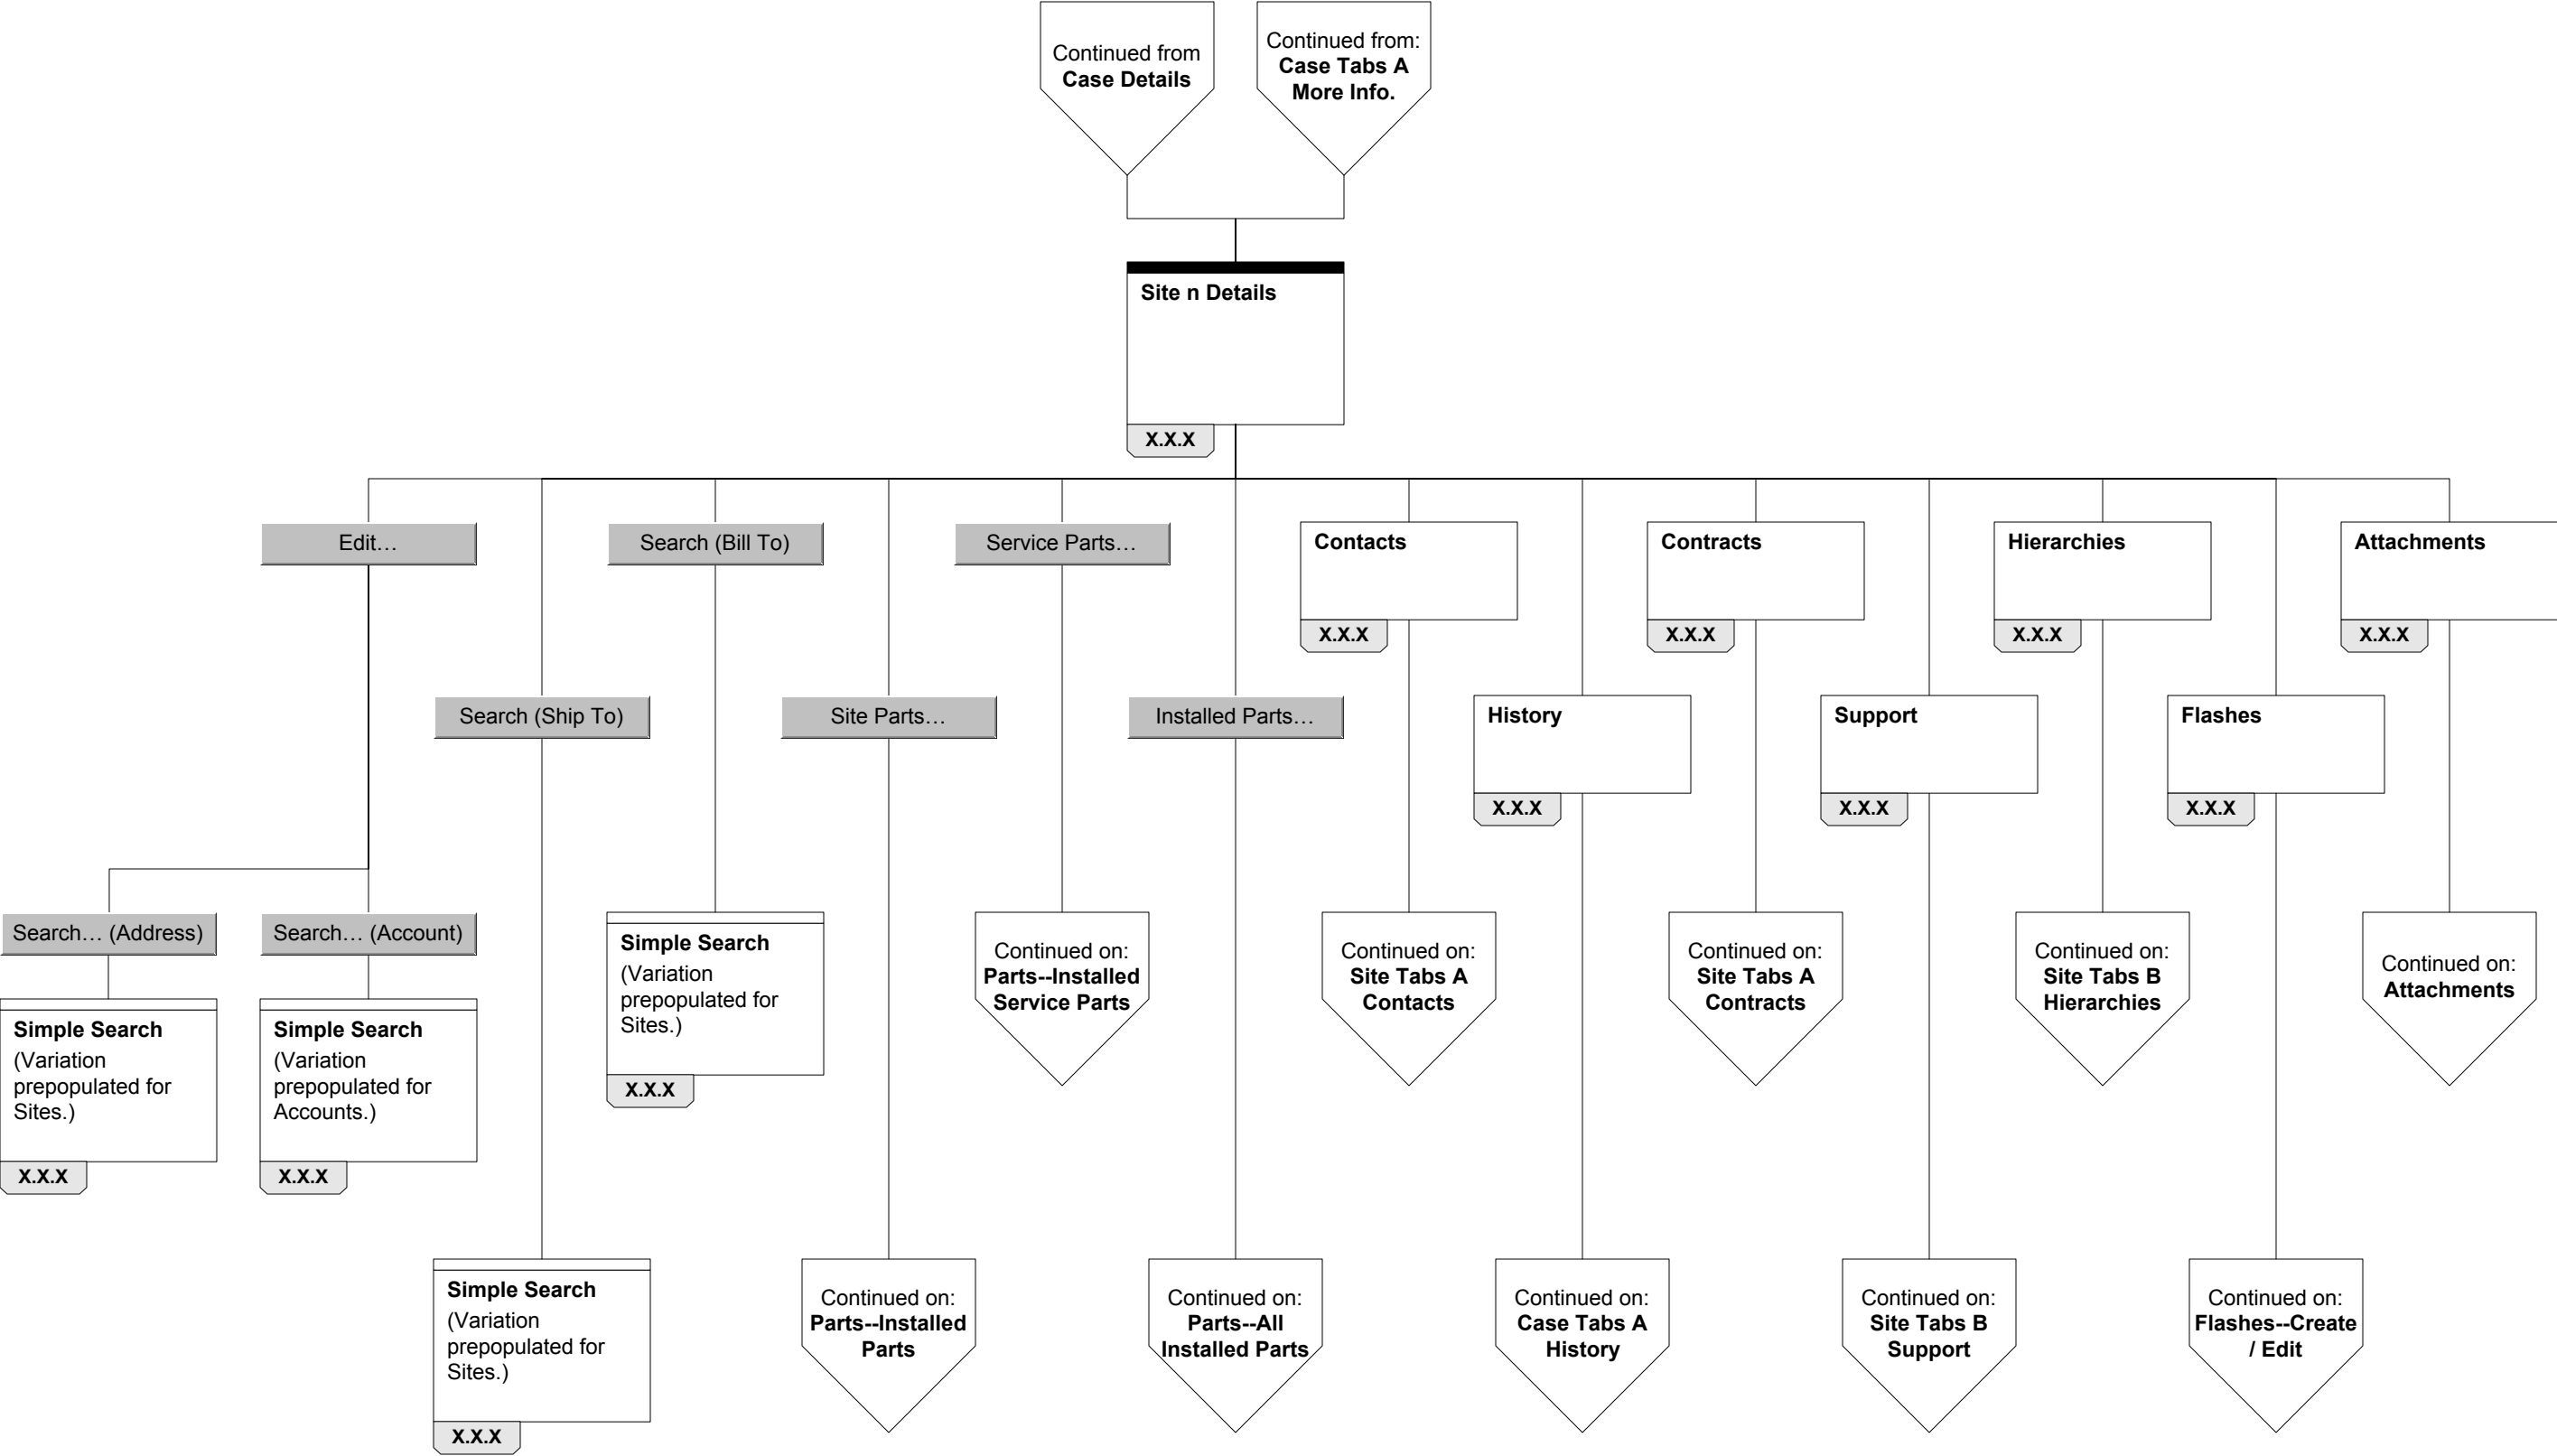 Continued from
Case Details
Continued from:
Case Tabs A
More Info.
Site n Details
X.X.X
Edit…
Search (Bill To)
Service Parts…
Contacts
X.X.X
Contracts
X.X.X
Hierarchies
X.X.X
Attachments
X.X.X
Search (Ship To)
Site Parts…
Installed Parts…
History
X.X.X
Support
X.X.X
Flashes
X.X.X
Search… (Address)
Search… (Account)
Simple Search
(Variation
prepopulated for
Sites.)
X.X.X
Simple Search
(Variation
prepopulated for
Accounts.)
X.X.X
Simple Search
(Variation
prepopulated for
Sites.)
X.X.X
Continued on:
Parts--Installed
Service Parts
Continued on:
Site Tabs A
Contacts
Continued on:
Site Tabs A
Contracts
Continued on:
Site Tabs B
Hierarchies
Continued on:
Attachments
Simple Search
(Variation
prepopulated for
Sites.)
X.X.X
Continued on:
Parts--Installed
Parts
Continued on:
Parts--All
Installed Parts
Continued on:
Case Tabs A
History
Continued on:
Site Tabs B
Support
Continued on:
Flashes--Create
/ Edit